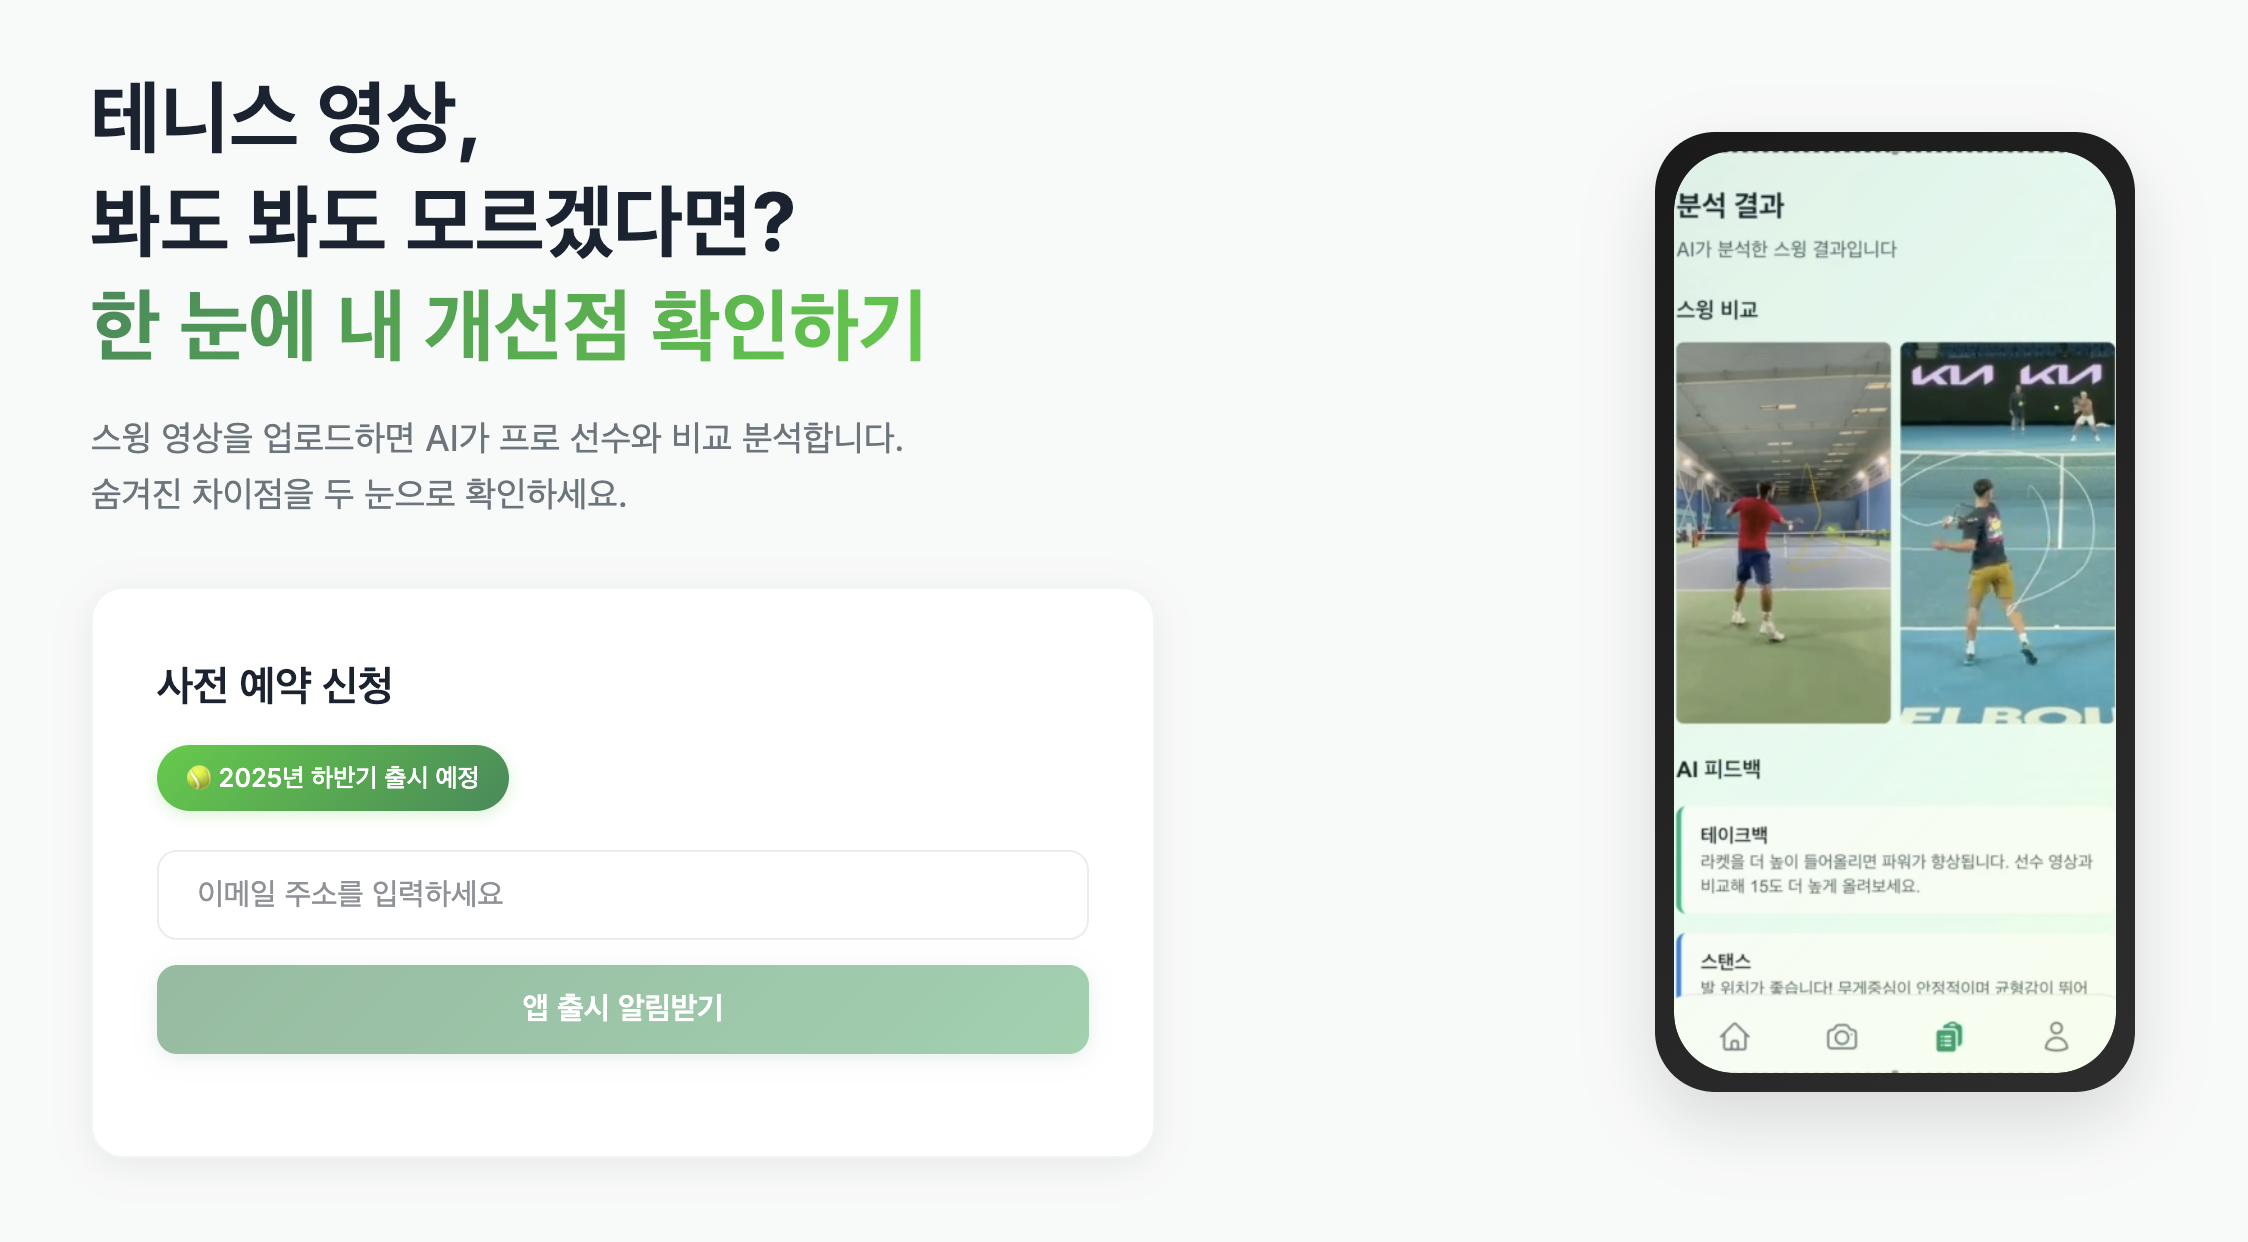 테니스 영상,
봐도 봐도 모르겠다면?
한 눈에 내 개선점 확인하기
스윙 영상을 업로드하면 AI가 프로 선수와 비교 분석합니다.
숨겨진 차이점을 두 눈으로 확인하세요.
사전 예약 신청
2025년 하반기 출시 예정
이메일 주소를 입력하세요
앱 출시 알림받기
분석 결과
AI가 분석한 스윙 결과입니다
스윙 비교
KIA KIA
ELBOU
AI 피드백
테이크백
라켓을 더 높이 들어올리면 파워가 향상됩니다. 선수 영상과
비교해 15도 더 높게 올려보세요.
스탠스
발 위치가 좋습니다! 무게중심이 안정적이며 균형감이 뛰어